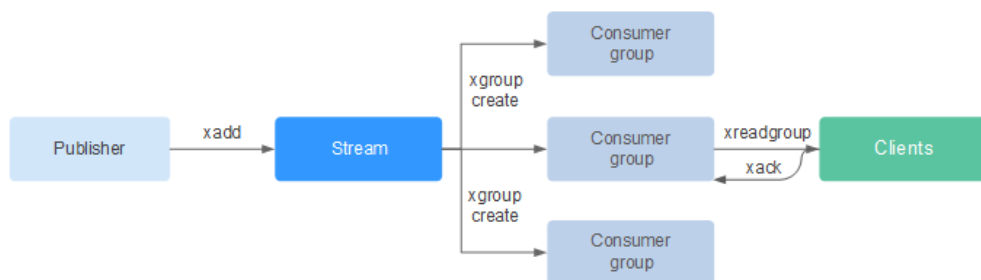 Consumer
group
xgroup
create
Publisher
xadd
Stream
Consumer
group
xreadgroup
xack
Clients
xgroup
create
Consumer
group